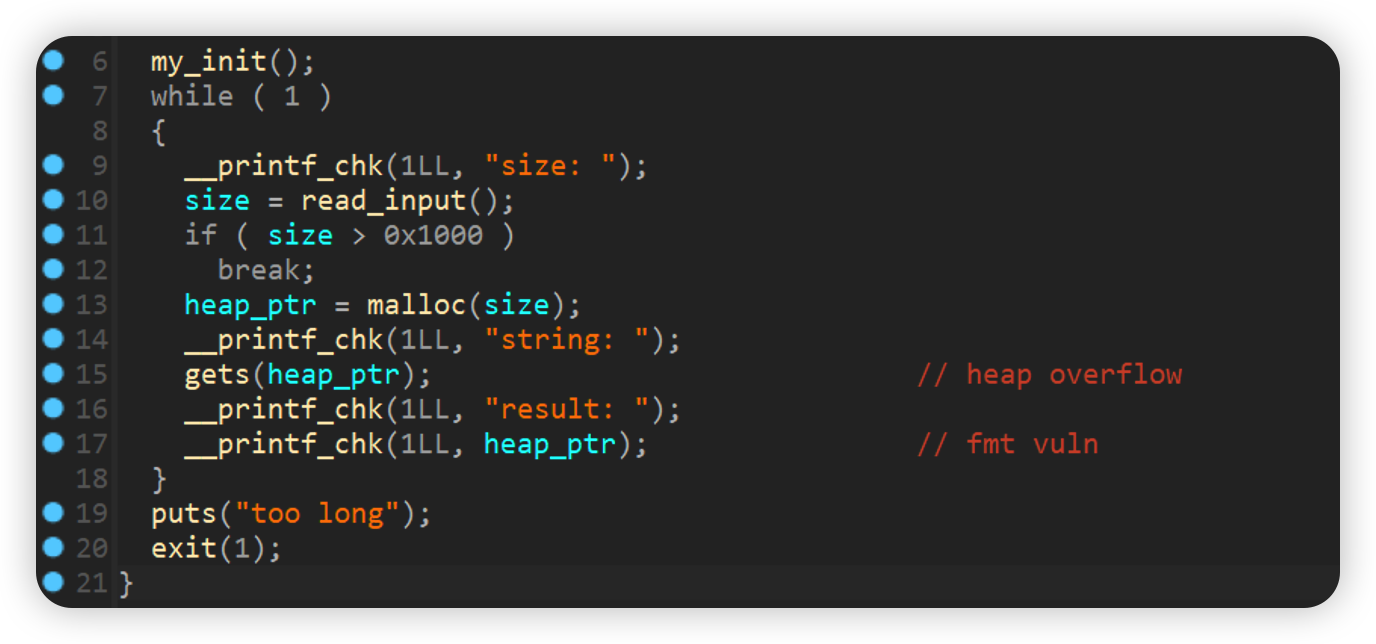 6 my_init();
7 while ( 1 )
8 {
9 __printf_chk(1LL, "size: ");
10 size = read_input();
11 if ( size > 0x1000 )
12 break;
13 heap_ptr = malloc(size);
14 __printf_chk(1LL, "string: ");
15 gets(heap_ptr); // heap overflow
16 __printf_chk(1LL, "result: ");
17 __printf_chk(1LL, heap_ptr); // fmt vuln
18 }
19 puts("too long");
20 exit(1);
21 }